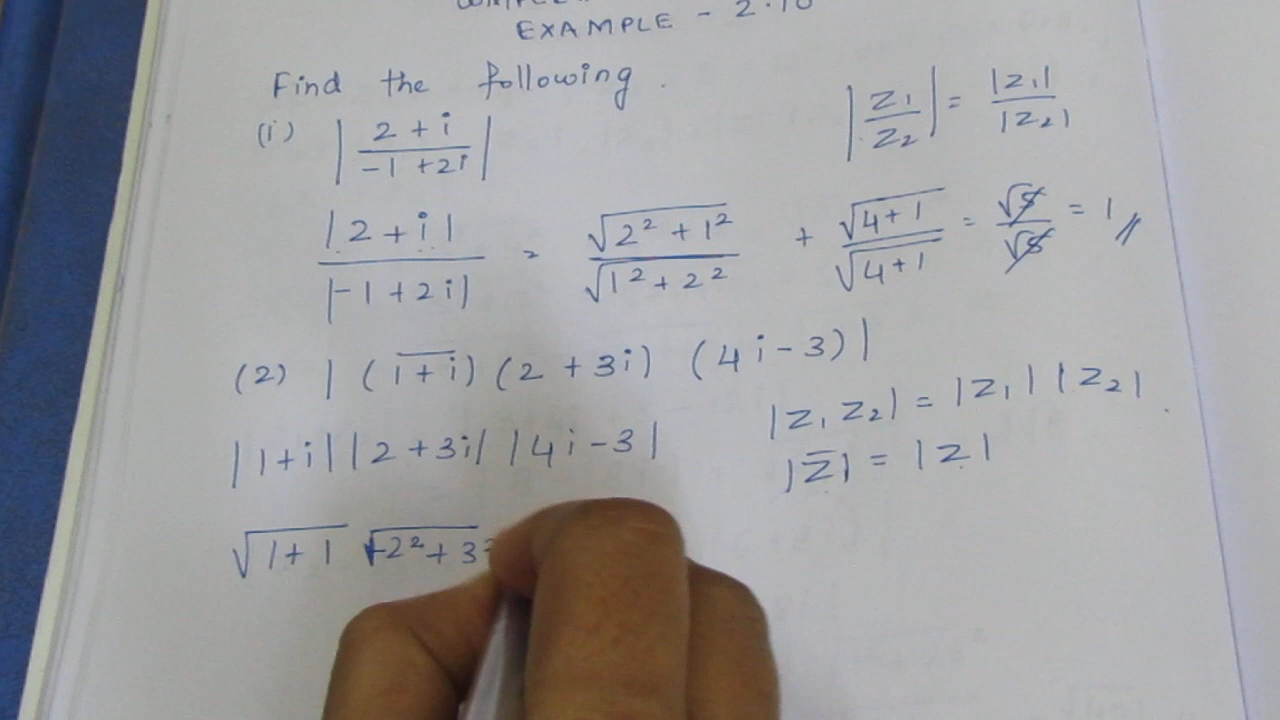 EXAMPLE - 2.10
Find the following.
(i) | 2 + i / -1 + 2i |
| Z₁ / Z₂ | = |Z₁| / |Z₂|
|2 + i| / |-1 + 2i| = √2² + 1² / √1² + 2² + √4+1 / √4+1 = √5 / √5 = 1 //
(2) | (1̅ ̅+̅ ̅i̅) (2 + 3i) (4i - 3) |
|1+i| |2+3i| |4i-3|
|Z₁ Z₂| = |Z₁| |Z₂|.
|Z̅| = |Z|
√1+1 √2² + 3²